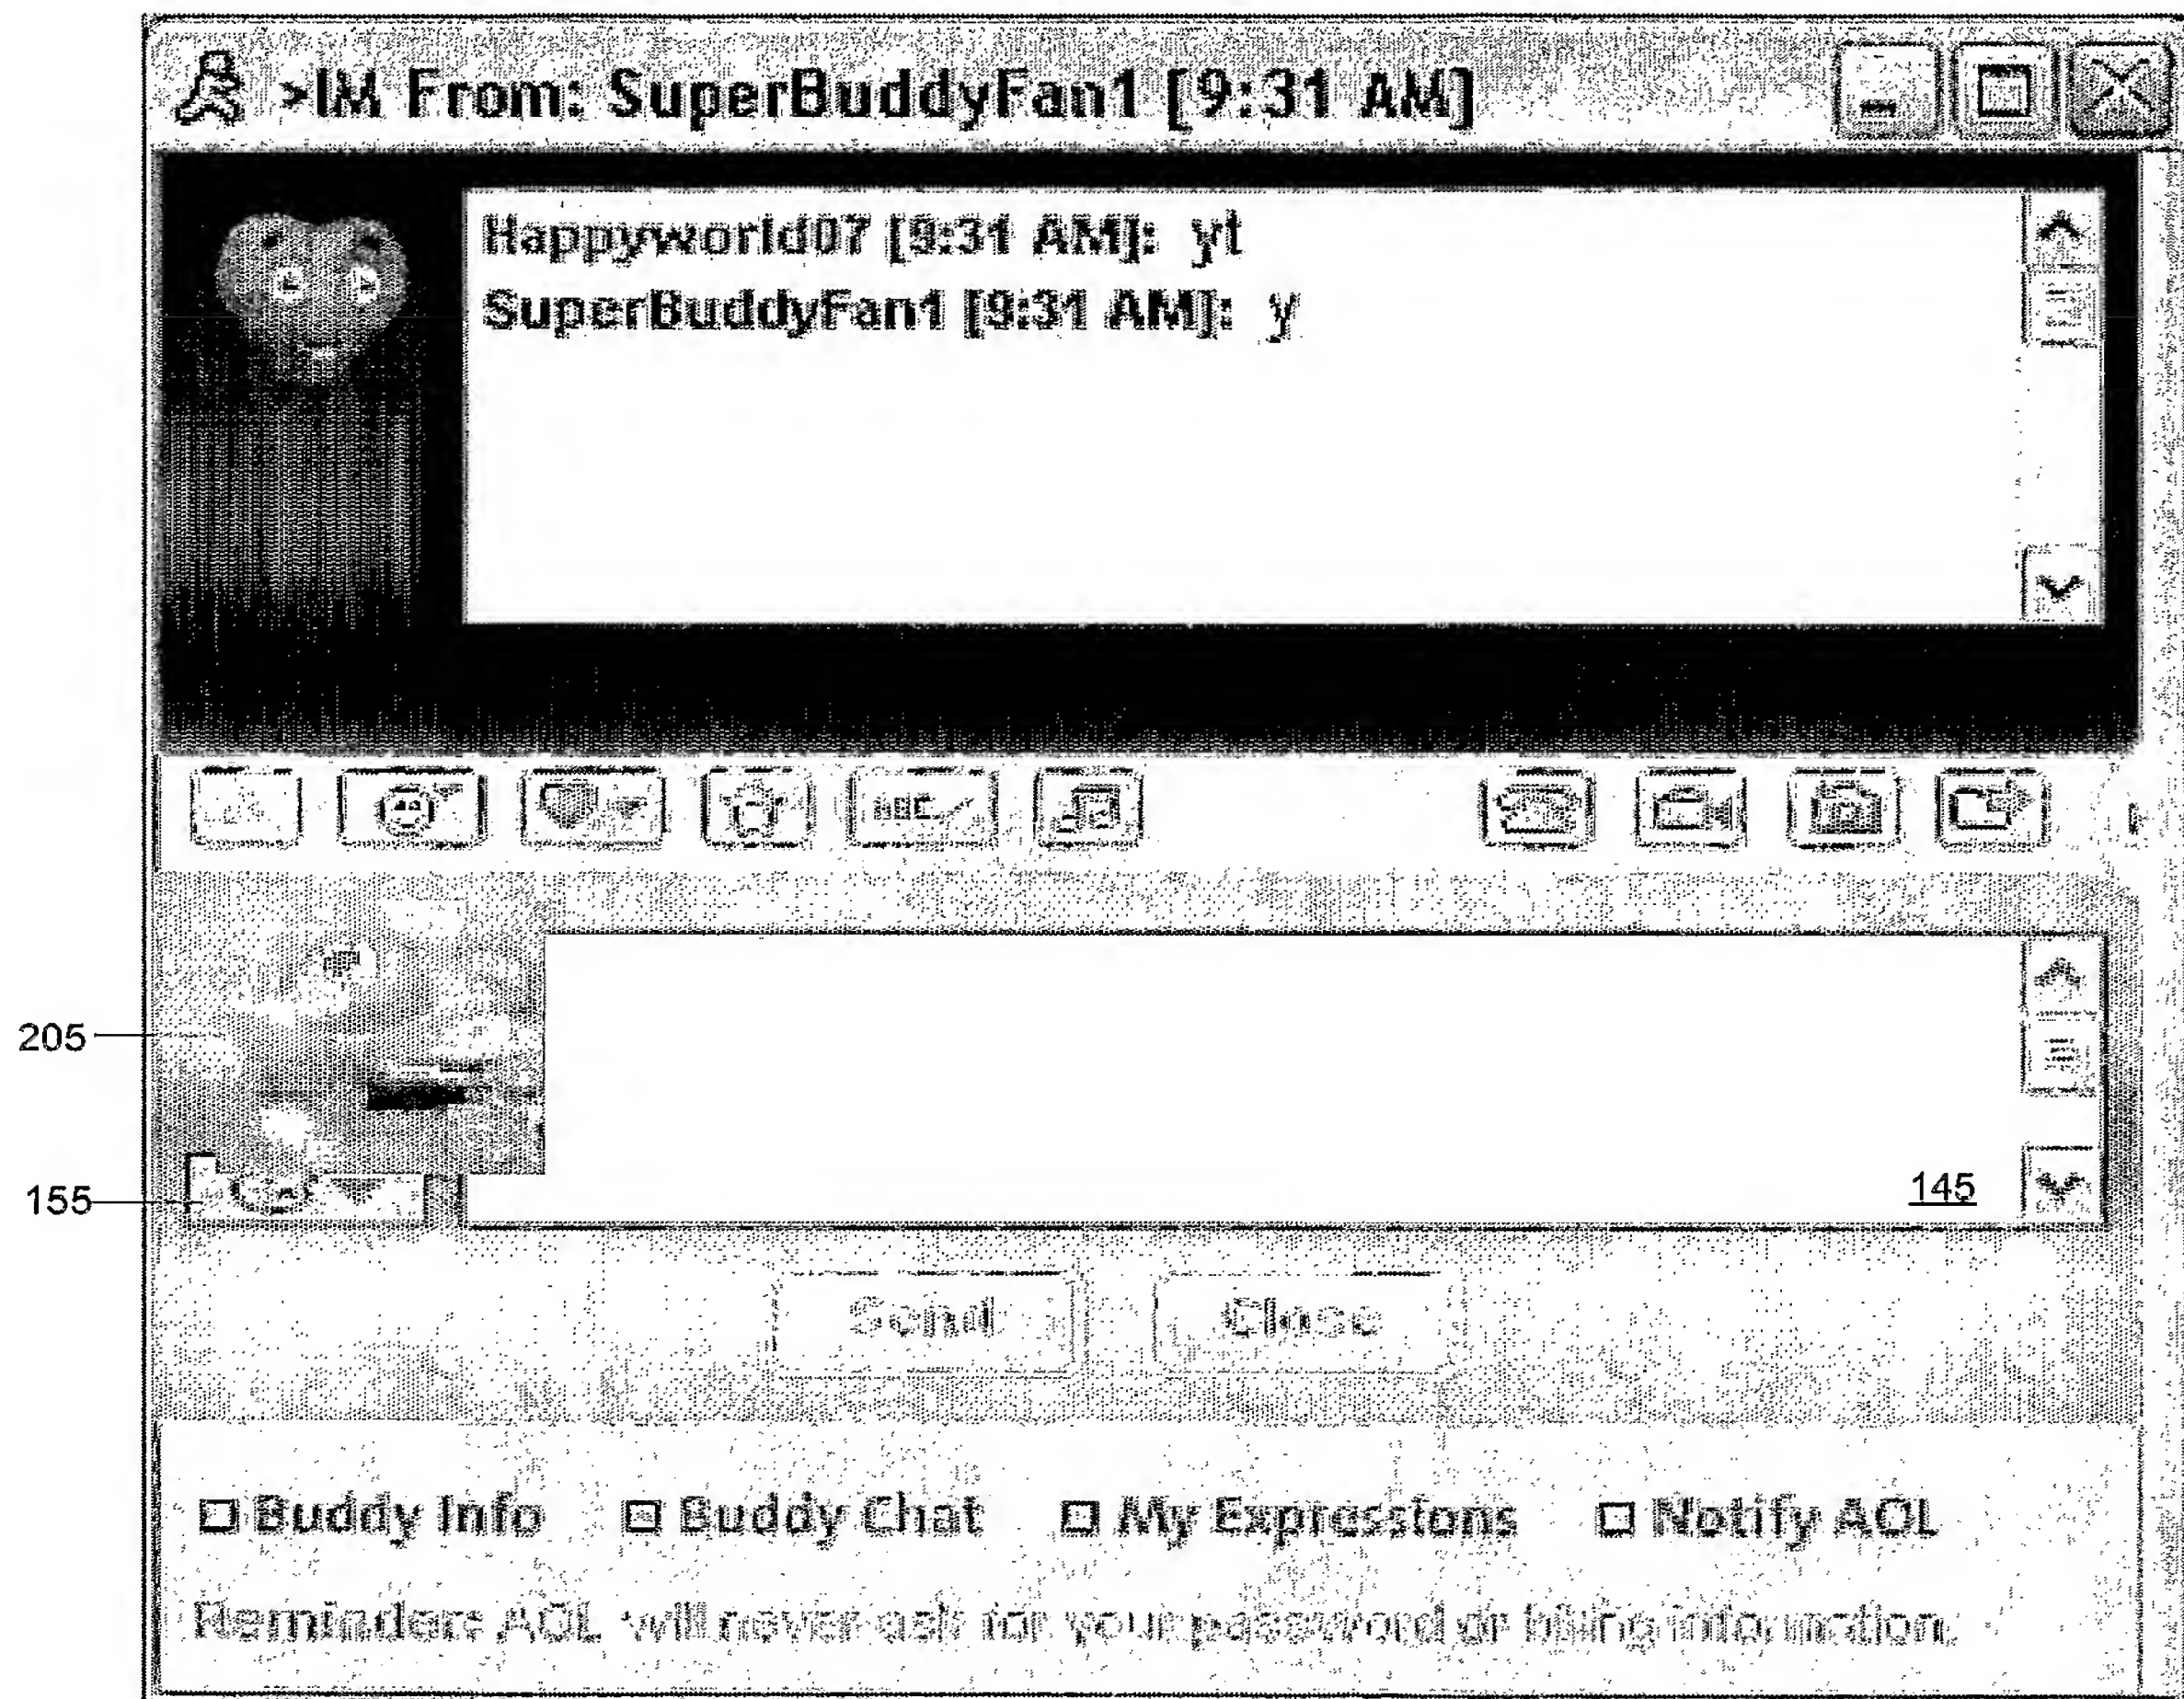 >IM From: SuperBuddyFan1 [9:31 AM]
Happyworld07 [9:31 AM]: yt
SuperBuddyFan1 [9:31 AM]: y
ABC
205
155
145
Send Close
Buddy Info Buddy Chat My Expressions Notify AOL
Reminder: AOL will never ask for your password or billing information.